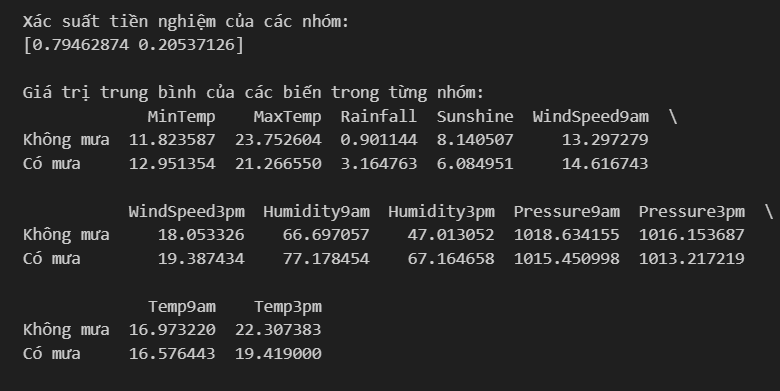 Xác suất tiền nghiệm của các nhóm:
[0.79462874 0.20537126]
Giá trị trung bình của các biến trong từng nhóm:
MinTemp MaxTemp Rainfall Sunshine WindSpeed9am \
Không mưa 11.823587 23.752604 0.901144 8.140507 13.297279
Có mưa 12.951354 21.266550 3.164763 6.084951 14.616743
WindSpeed3pm Humidity9am Humidity3pm Pressure9am Pressure3pm \
Không mưa 18.053326 66.697057 47.013052 1018.634155 1016.153687
Có mưa 19.387434 77.178454 67.164658 1015.450998 1013.217219
Temp9am Temp3pm
Không mưa 16.973220 22.307383
Có mưa 16.576443 19.419000